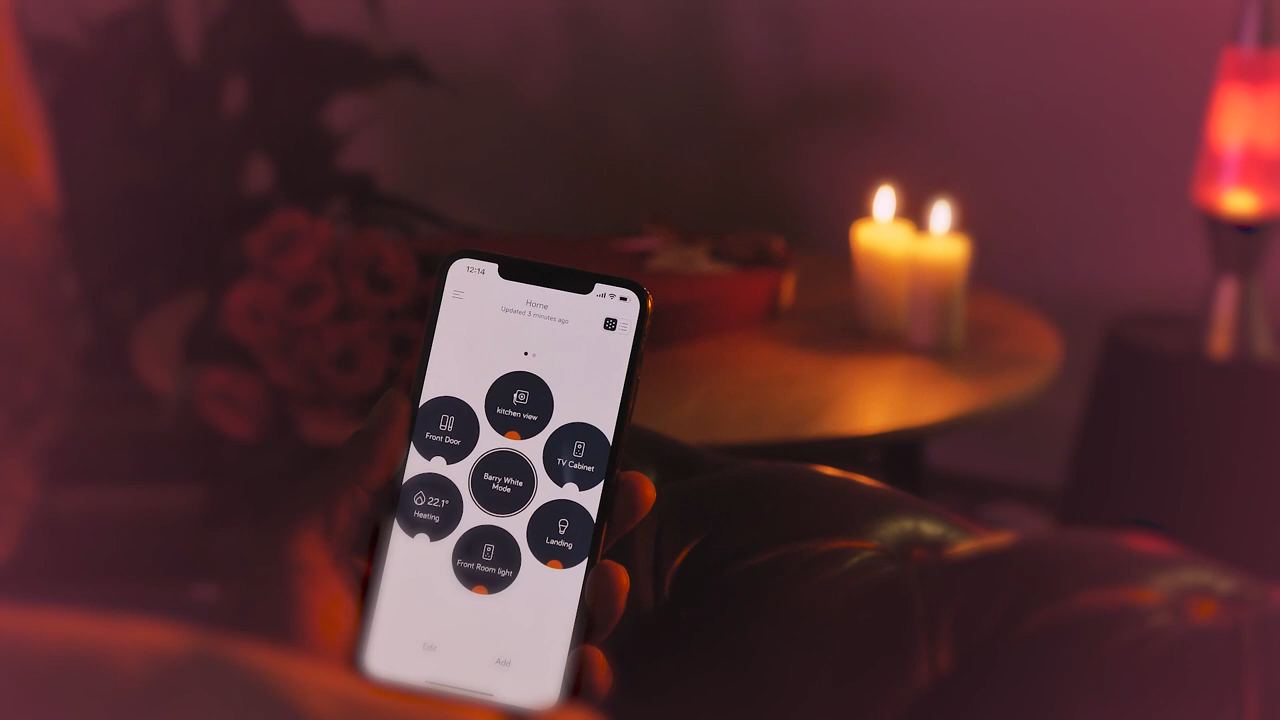 12:14
Home
Updated 3 minutes ago
kitchen view
Front Door
TV Cabinet
Barry White
Mode
22.1°
Heating
Landing
Front Room light
Edit
Add